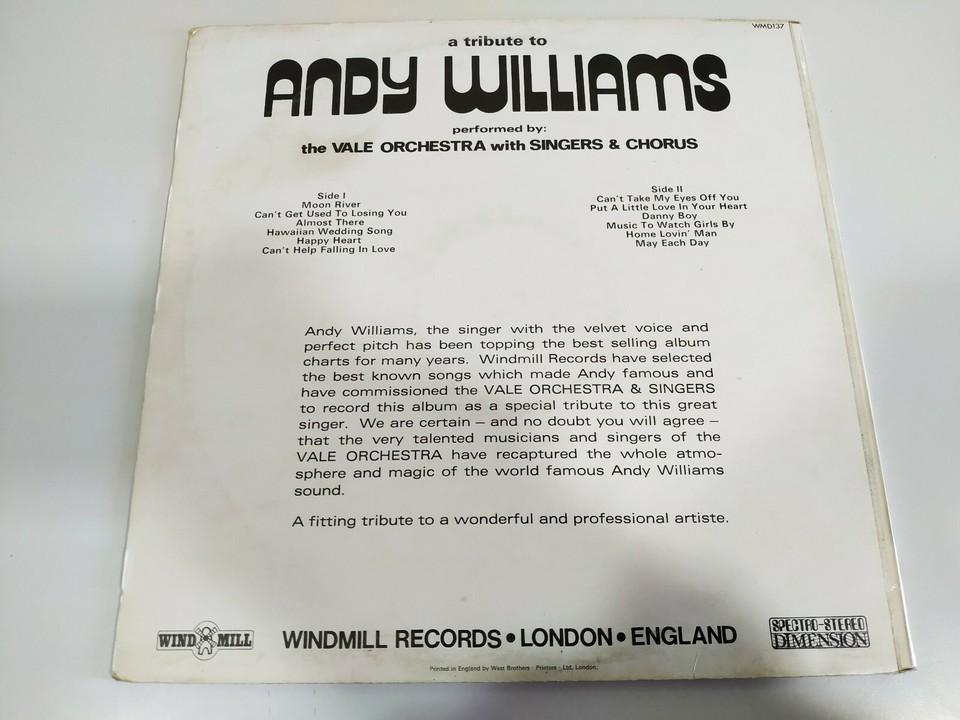 WMD137
a tribute to
ANDY WILLIAMS
performed by:
the VALE ORCHESTRA with SINGERS & CHORUS
Side I
Moon River
Can't Get Used To Losing You
Almost There
Hawaiian Wedding Song
Happy Heart
Can't Help Falling In Love
Side II
Can't Take My Eyes Off You
Put A Little Love In Your Heart
Danny Boy
Music To Watch Girls By
Home Lovin' Man
May Each Day
Andy Williams, the singer with the velvet voice and
perfect pitch has been topping the best selling album
charts for many years. Windmill Records have selected
the best known songs which made Andy famous and
have commissioned the VALE ORCHESTRA & SINGERS
to record this album as a special tribute to this great
singer. We are certain – and no doubt you will agree –
that the very talented musicians and singers of the
VALE ORCHESTRA have recaptured the whole atmo-
sphere and magic of the world famous Andy Williams
sound.
A fitting tribute to a wonderful and professional artiste.
WIND MILL
WINDMILL RECORDS • LONDON • ENGLAND
SPECTRO-STEREO
DIMENSION
Printed in England by West Brothers · Printers · Ltd. London.